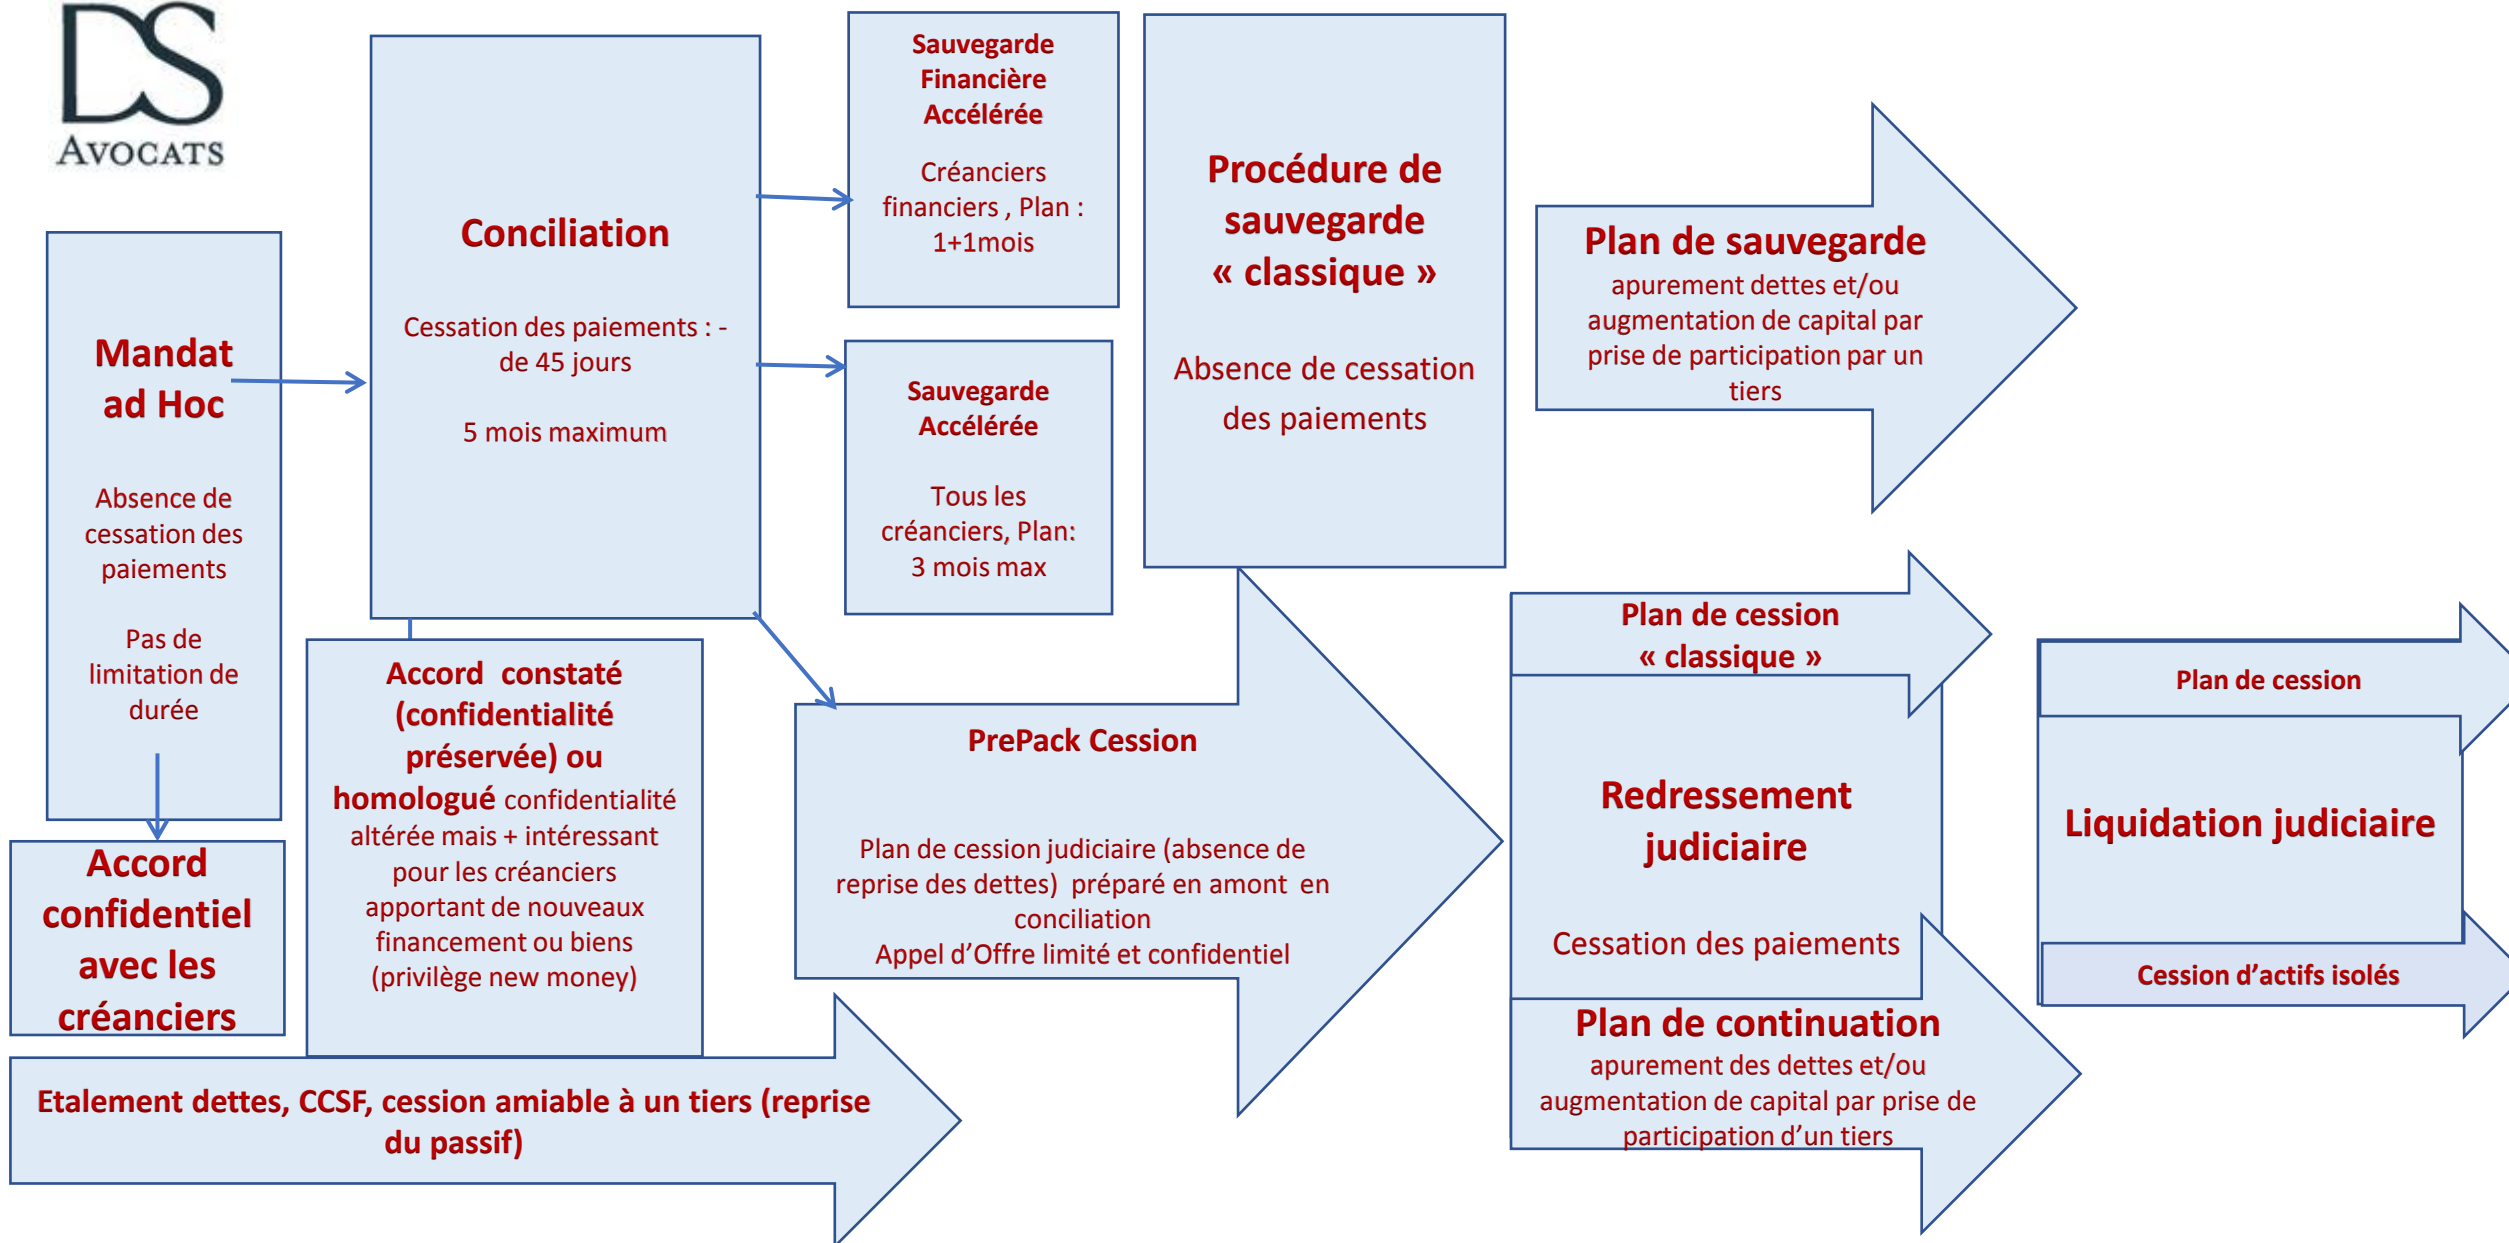 DS
AVOCATS
Mandat
ad Hoc
Absence de
cessation des
paiements
Pas de
limitation de
durée
Accord
confidentiel
avec les
créanciers
Conciliation
Cessation des paiements : -
de 45 jours
5 mois maximum
Accord  constaté
(confidentialité
préservée) ou
homologué confidentialité
altérée mais + intéressant
pour les créanciers
apportant de nouveaux
financement ou biens
(privilège new money)
Etalement dettes, CCSF, cession amiable à un tiers (reprise
du passif)
Sauvegarde
Financière
Accélérée
Créanciers
financiers , Plan :
1+1mois
Sauvegarde
Accélérée
Tous les
créanciers, Plan:
3 mois max
PrePack Cession
Plan de cession judiciaire (absence de
reprise des dettes)  préparé en amont  en
conciliation
Appel d’Offre limité et confidentiel
Procédure de
sauvegarde
« classique »
Absence de cessation
des paiements
Plan de sauvegarde
apurement dettes et/ou
augmentation de capital par
prise de participation par un
tiers
Plan de cession
« classique »
Redressement
judiciaire
Cessation des paiements
Plan de continuation
apurement des dettes et/ou
augmentation de capital par prise de
participation d’un tiers
Plan de cession
Liquidation judiciaire
Cession d’actifs isolés